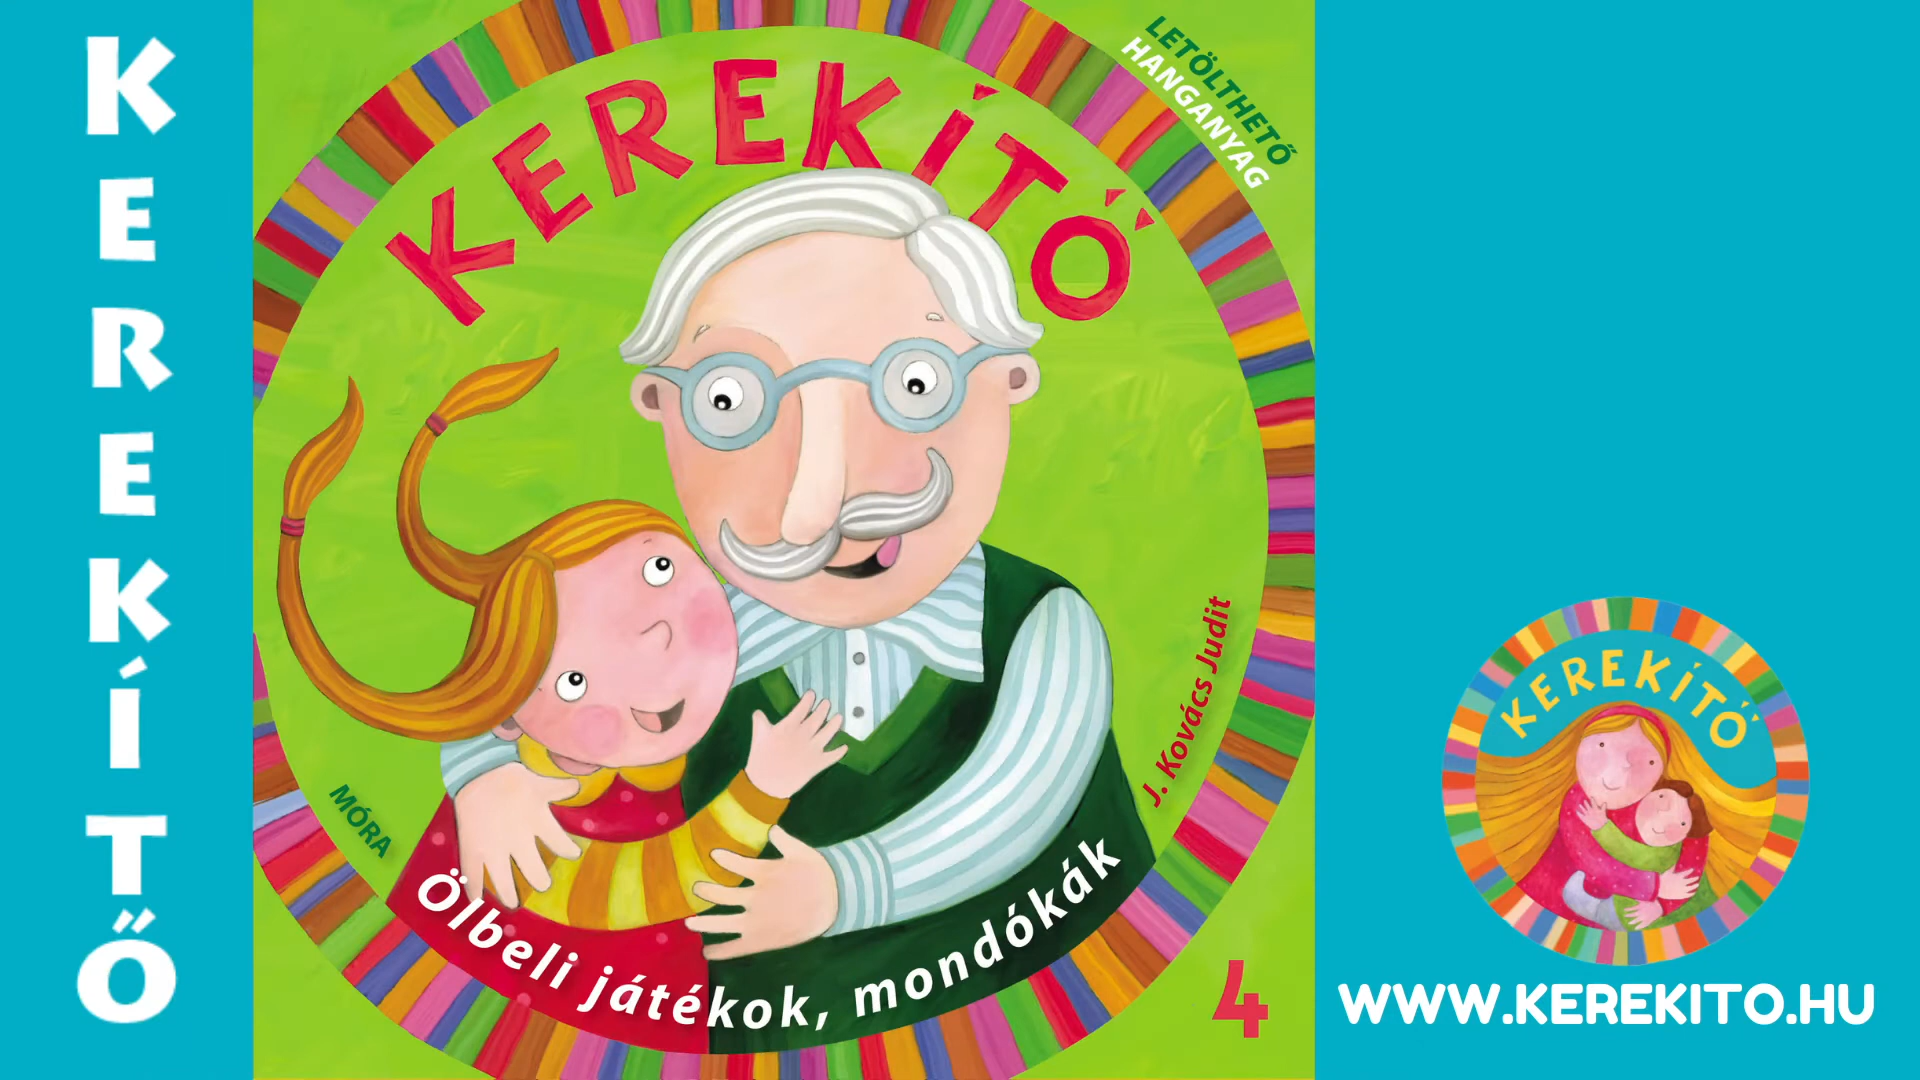 KEREKÍTŐ
KEREKÍTŐ
LETÖLTHETŐ
HANGANYAG
J. Kovács Judit
MÓRA
Ölbeli játékok, mondókák
4
KEREKÍTŐ
WWW.KEREKITO.HU